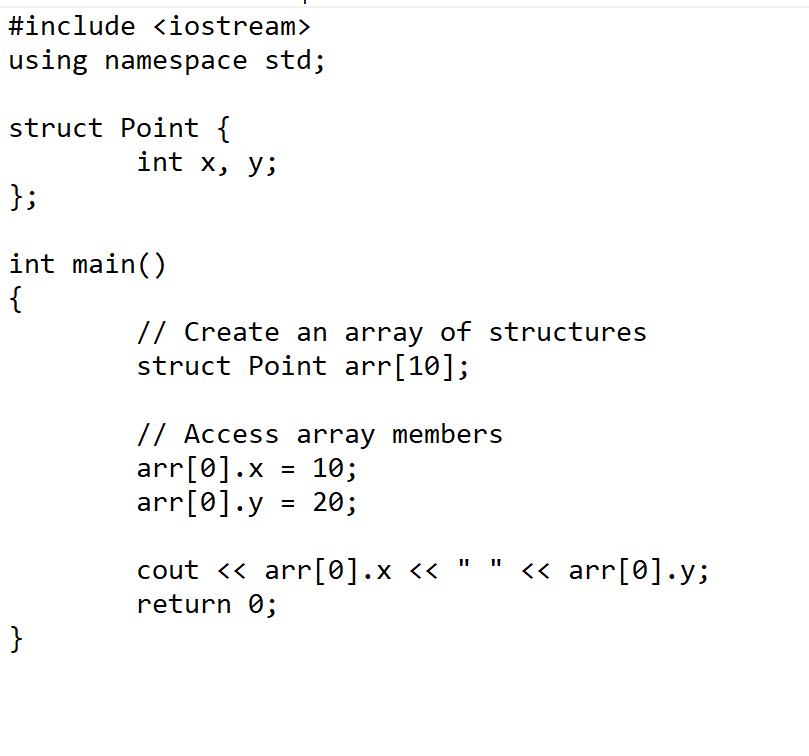 #include <iostream>
using namespace std;
struct Point {
int x, y;
};
int main()
{
// Create an array of structures
struct Point arr[10];
// Access array members
arr[0].x = 10;
arr[0].y = 20;
cout << arr[0].x << " " << arr[0].y;
return 0;
}